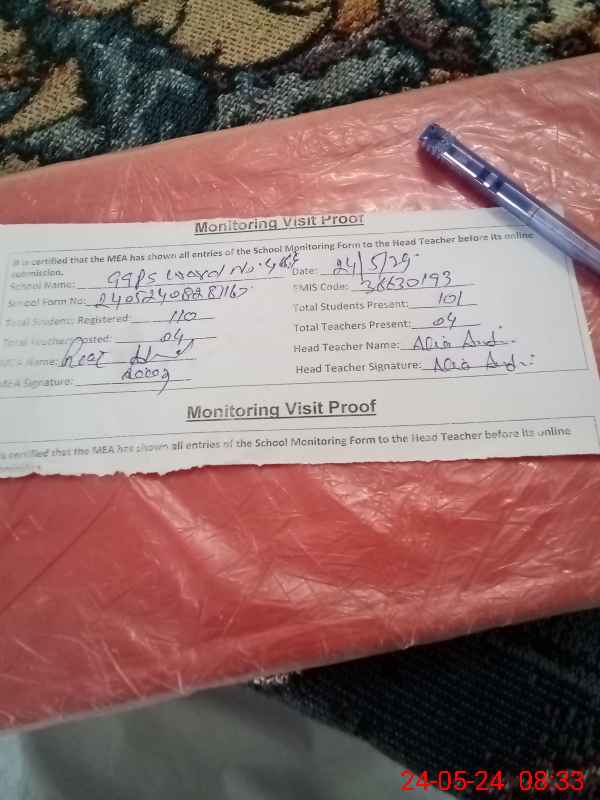 Monitoring Visit Proof
It is certified that the MEA has shown all entries of the School Monitoring Form to the Head Teacher before its online
submission.
School Name: GGPS No. Date: 24/5/24
School Form No: EMIS Code: 38630193
Total Students Registered: 110 Total Students Present: 101
Total Teachers Posted: 04 Total Teachers Present: 04
MEA Name: Head Teacher Name:
MEA Signature: Head Teacher Signature:
Monitoring Visit Proof
is certified that the MEA has shown all entries of the School Monitoring Form to the Head Teacher before its online
24-05-24 08:33